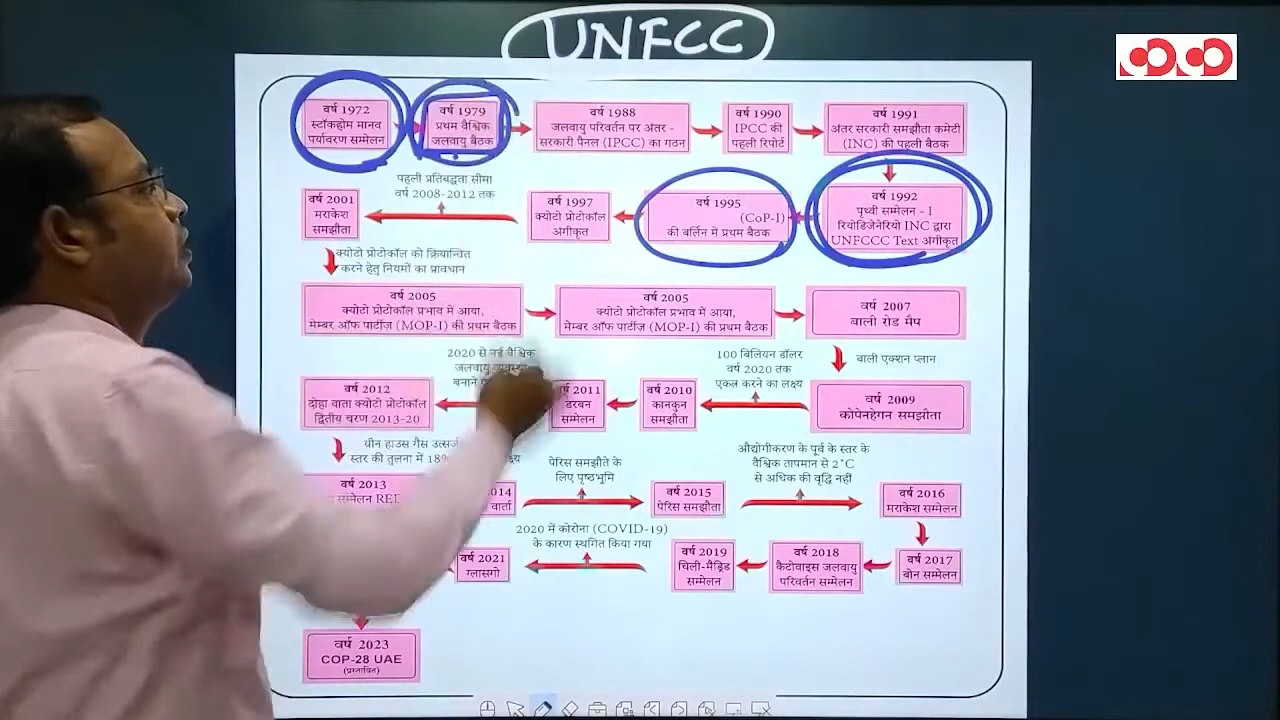 UNFCC
वर्ष 1972
स्टॉकहोम मानव
पर्यावरण सम्मेलन
वर्ष 1979
प्रथम वैश्विक
जलवायु बैठक
वर्ष 1988
जलवायु परिवर्तन पर अंतर -
सरकारी पैनल (IPCC) का गठन
वर्ष 1990
IPCC की
पहली रिपोर्ट
वर्ष 1991
अंतर सरकारी समझौता कमेटी
(INC) की पहली बैठक
वर्ष 1992
पृथ्वी सम्मेलन - I
रियोडिजेनेरियो INC द्वारा
UNFCCC Text अंगीकृत
वर्ष 1995
(CoP-I)
की बर्लिन में प्रथम बैठक
वर्ष 1997
क्योटो प्रोटोकॉल
अंगीकृत
पहली प्रतिबद्धता सीमा
वर्ष 2008-2012 तक
वर्ष 2001
मराकेश
समझौता
क्योटो प्रोटोकॉल को क्रियान्वित
करने हेतु नियमों का प्रावधान
वर्ष 2005
क्योटो प्रोटोकॉल प्रभाव में आया,
मेम्बर ऑफ पार्टीज़ (MOP-I) की प्रथम बैठक
वर्ष 2005
क्योटो प्रोटोकॉल प्रभाव में आया,
मेम्बर ऑफ पार्टीज़ (MOP-I) की प्रथम बैठक
वर्ष 2007
बाली रोड मैप
बाली एक्शन प्लान
वर्ष 2009
कोपेनहेगन समझौता
100 बिलियन डॉलर
वर्ष 2020 तक
एकत्र करने का लक्ष्य
वर्ष 2010
कानकुन
समझौता
वर्ष 2011
डरबन
सम्मेलन
2020 से नई वैश्विक
जलवायु
बनाने
वर्ष 2012
दोहा वार्ता क्योटो प्रोटोकॉल
द्वितीय चरण 2013-20
ग्रीन हाउस गैस
स्तर की तुलना में 18%
वर्ष 2013
सम्मेलन
2014
वार्ता
पेरिस समझौते के
लिए पृष्ठभूमि
वर्ष 2015
पेरिस समझौता
औद्योगीकरण के पूर्व के स्तर के
वैश्विक तापमान से 2°C
से अधिक की वृद्धि नहीं
वर्ष 2016
मराकेश सम्मेलन
वर्ष 2017
बोन सम्मेलन
वर्ष 2018
कैटोवाइस जलवायु
परिवर्तन सम्मेलन
वर्ष 2019
चिली-मैड्रिड
सम्मेलन
2020 में कोरोना (COVID-19)
के कारण स्थगित किया गया
वर्ष 2021
ग्लासगो
वर्ष 2023
COP-28 UAE
(प्रस्तावित)